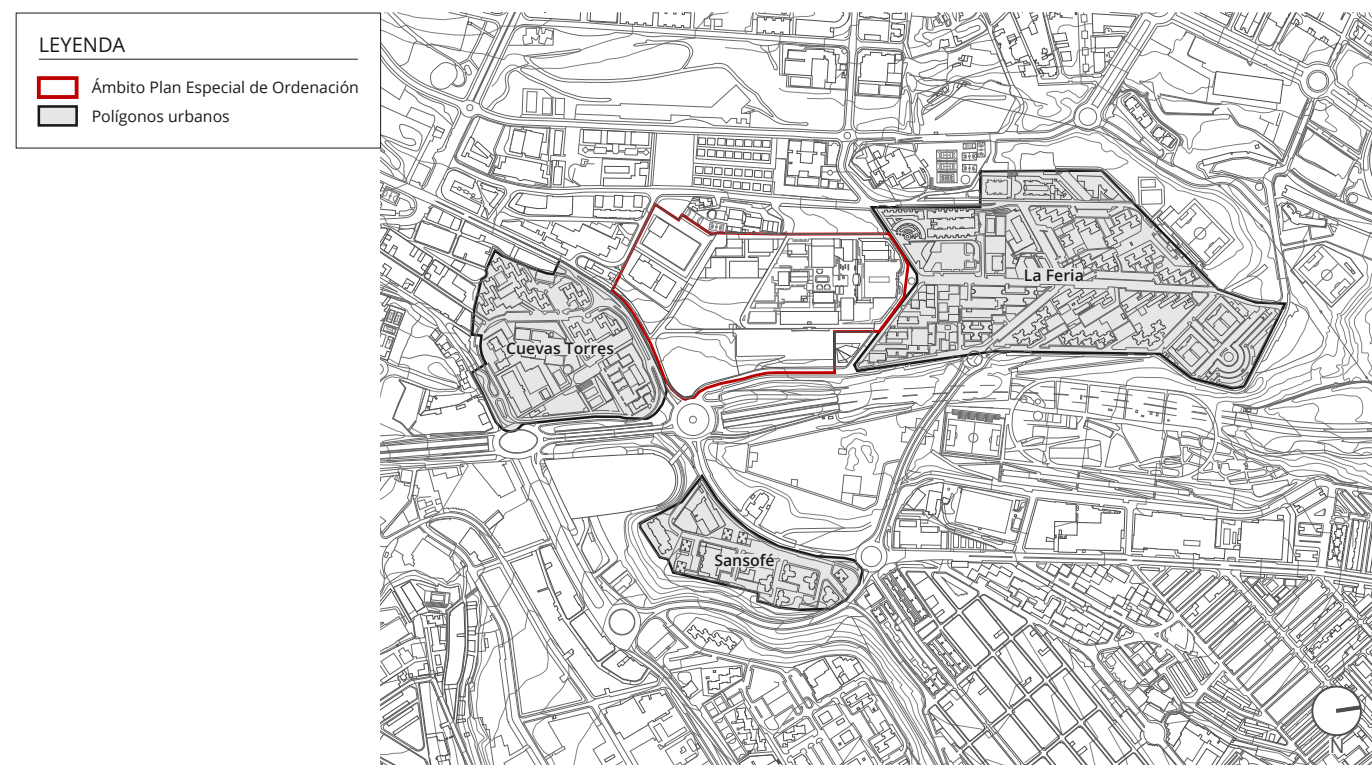 LEYENDA
Ámbito Plan Especial de Ordenación
Polígonos urbanos
La Feria
Cuevas Torres
Sansofé
N